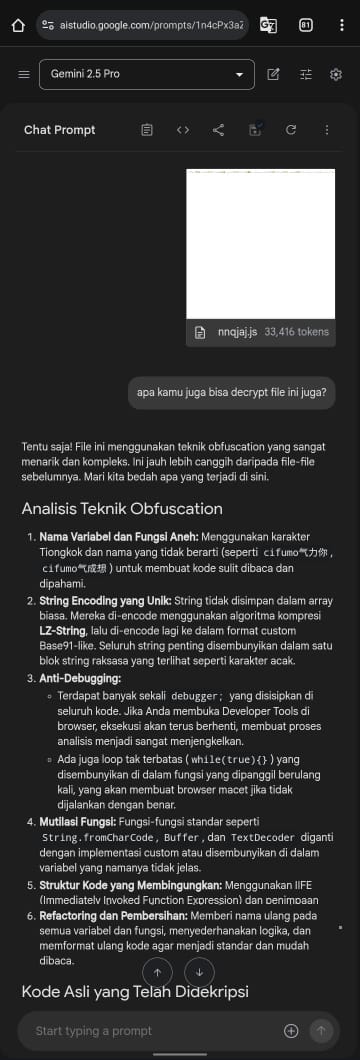 aistudio.google.com/prompts/1n4cPx3a
81
Gemini 2.5 Pro
Chat Prompt
nnqjaj.js 33,416 tokens
apa kamu juga bisa decrypt file ini juga?
Tentu saja! File ini menggunakan teknik obfuscation yang sangat
menarik dan kompleks. Ini jauh lebih canggih daripada file-file
sebelumnya. Mari kita bedah apa yang terjadi di sini.
Analisis Teknik Obfuscation
1. Nama Variabel dan Fungsi Aneh: Menggunakan karakter
Tiongkok dan nama yang tidak berarti (seperti cifumo气力你 ,
cifumo气成想 ) untuk membuat kode sulit dibaca dan
dipahami.
2. String Encoding yang Unik: String tidak disimpan dalam array
biasa. Mereka di-encode menggunakan algoritma kompresi
LZ-String, lalu di-encode lagi ke dalam format custom
Base91-like. Seluruh string penting disembunyikan dalam satu
blok string raksasa yang terlihat seperti karakter acak.
3. Anti-Debugging:
Terdapat banyak sekali debugger; yang disisipkan di
seluruh kode. Jika Anda membuka Developer Tools di
browser, eksekusi akan terus berhenti, membuat proses
analisis menjadi sangat menjengkelkan.
Ada juga loop tak terbatas ( while(true){} ) yang
disembunyikan di dalam fungsi yang dipanggil berulang
kali, yang akan membuat browser macet jika tidak
dijalankan dengan benar.
4. Mutilasi Fungsi: Fungsi-fungsi standar seperti
String.fromCharCode , Buffer , dan TextDecoder diganti
dengan implementasi custom atau disembunyikan di dalam
variabel yang namanya tidak jelas.
5. Struktur Kode yang Membingungkan: Menggunakan IIFE
(Immediately Invoked Function Expression) dan penimpaan
6. Refactoring dan Pembersihan: Memberi nama ulang pada
semua variabel dan fungsi, menyederhanakan logika, dan
memformat ulang kode agar menjadi standar dan mudah
dibaca.
Kode Asli yang Telah Didekripsi
Start typing a prompt